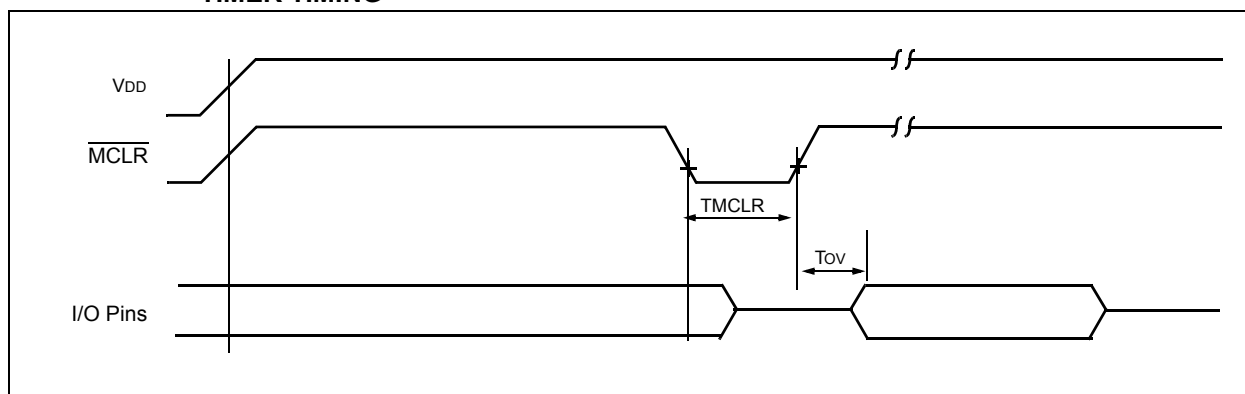 TIMER TIMING
VDD
MCLR
TMCLR
TOV
I/O Pins